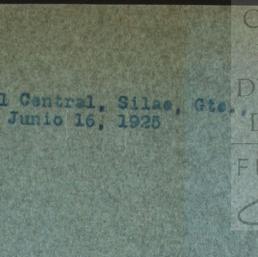 l Central, Silao, Gto.,
Junio 16, 1925